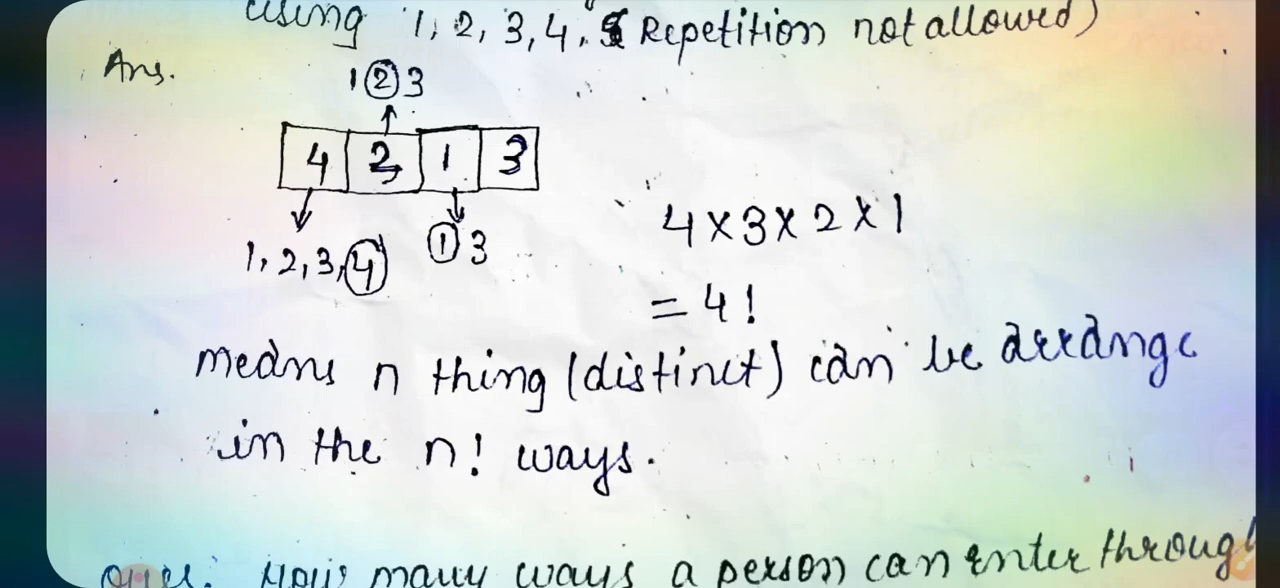 using 1, 2, 3, 4, (Repetition not allowed)
Ans.
1 2 3
4 2 1 3
1, 2, 3, 4
1 3
4 x 3 x 2 x 1
= 4!
means n thing (distinct) can be arrange
in the n! ways.
How many ways a person can enter through